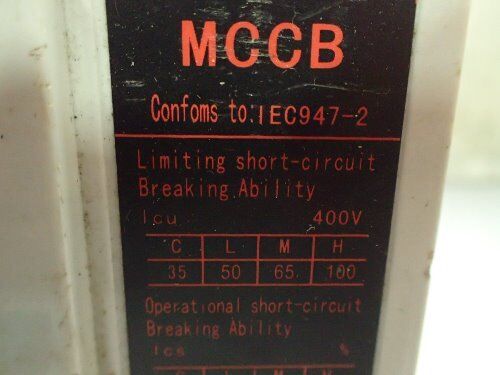 MCCB
Confoms to:IEC947-2
Limiting short-circuit
Breaking Ability
Icu 400V
C L M H
35 50 65 100
Operational short-circuit
Breaking Ability
Ics %